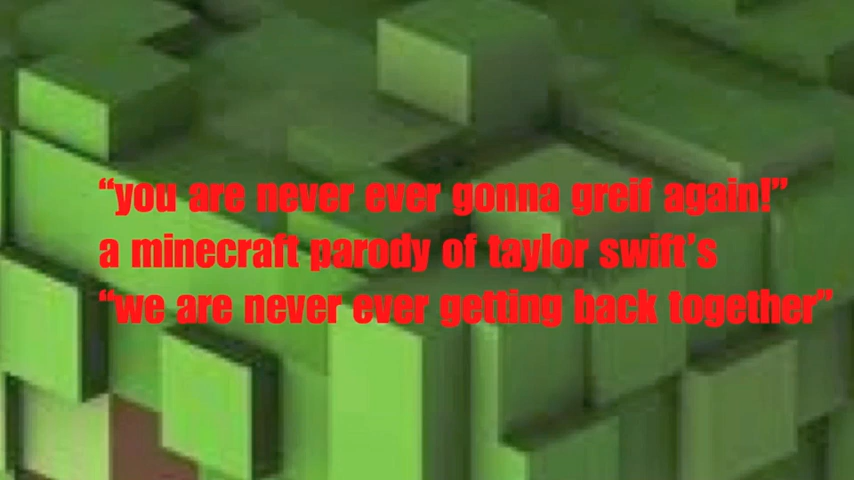 “you are never ever gonna greif again!”
a minecraft parody of taylor swift’s
“we are never ever getting back together”